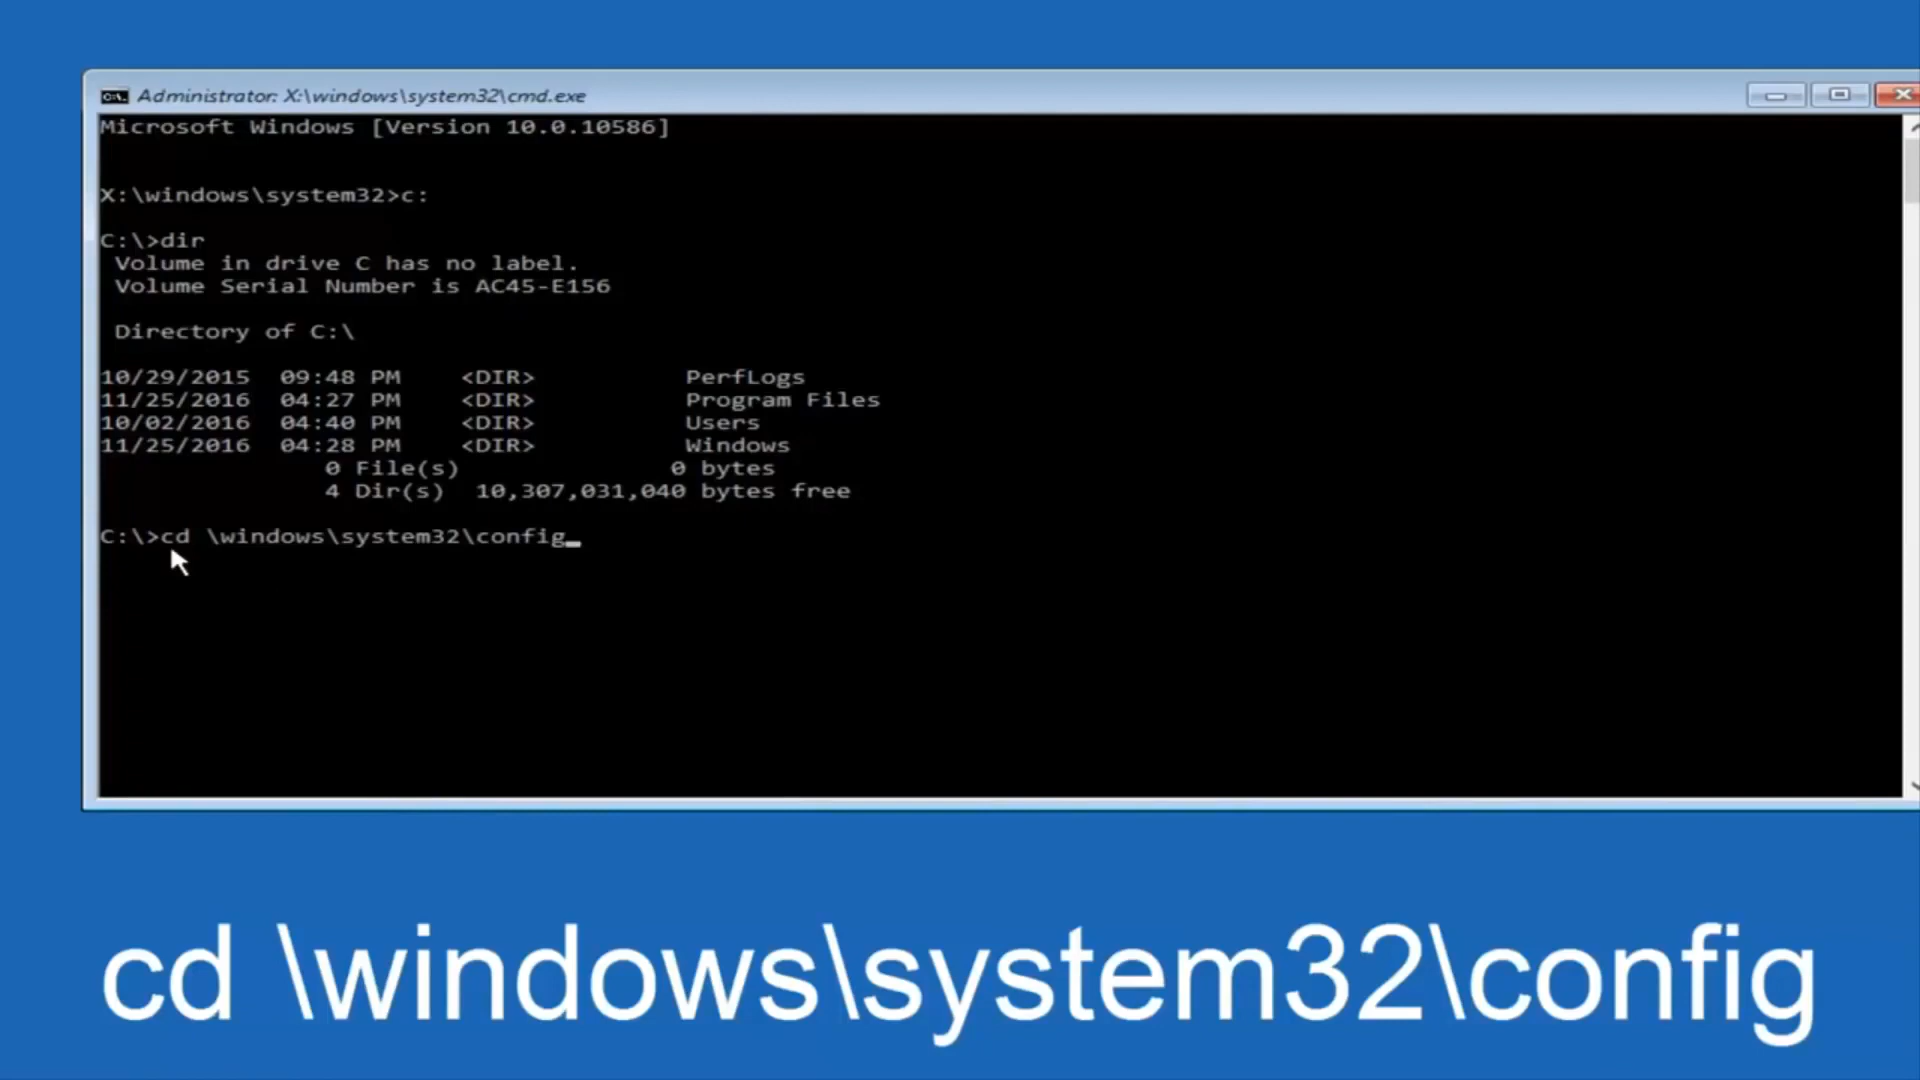 Administrator: X:\windows\system32\cmd.exe
Microsoft Windows [Version 10.0.10586]
X:\windows\system32>c:
C:\>dir
Volume in drive C has no label.
Volume Serial Number is AC45-E156
Directory of C:\
10/29/2015 09:48 PM <DIR> PerfLogs
11/25/2016 04:27 PM <DIR> Program Files
10/02/2016 04:40 PM <DIR> Users
11/25/2016 04:28 PM <DIR> Windows
0 File(s) 0 bytes
4 Dir(s) 10,307,031,040 bytes free
C:\>cd \windows\system32\config_
cd \windows\system32\config